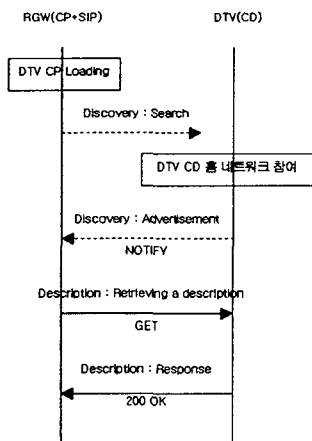 RGW(CP+SIP)
DTV(CD)
DTV CP Loading
Discovery : Search
DTV CD 홈 네트워크 참여
Discovery : Advertisement
NOTIFY
Description : Retrieving a description
GET
Description : Response
200 OK